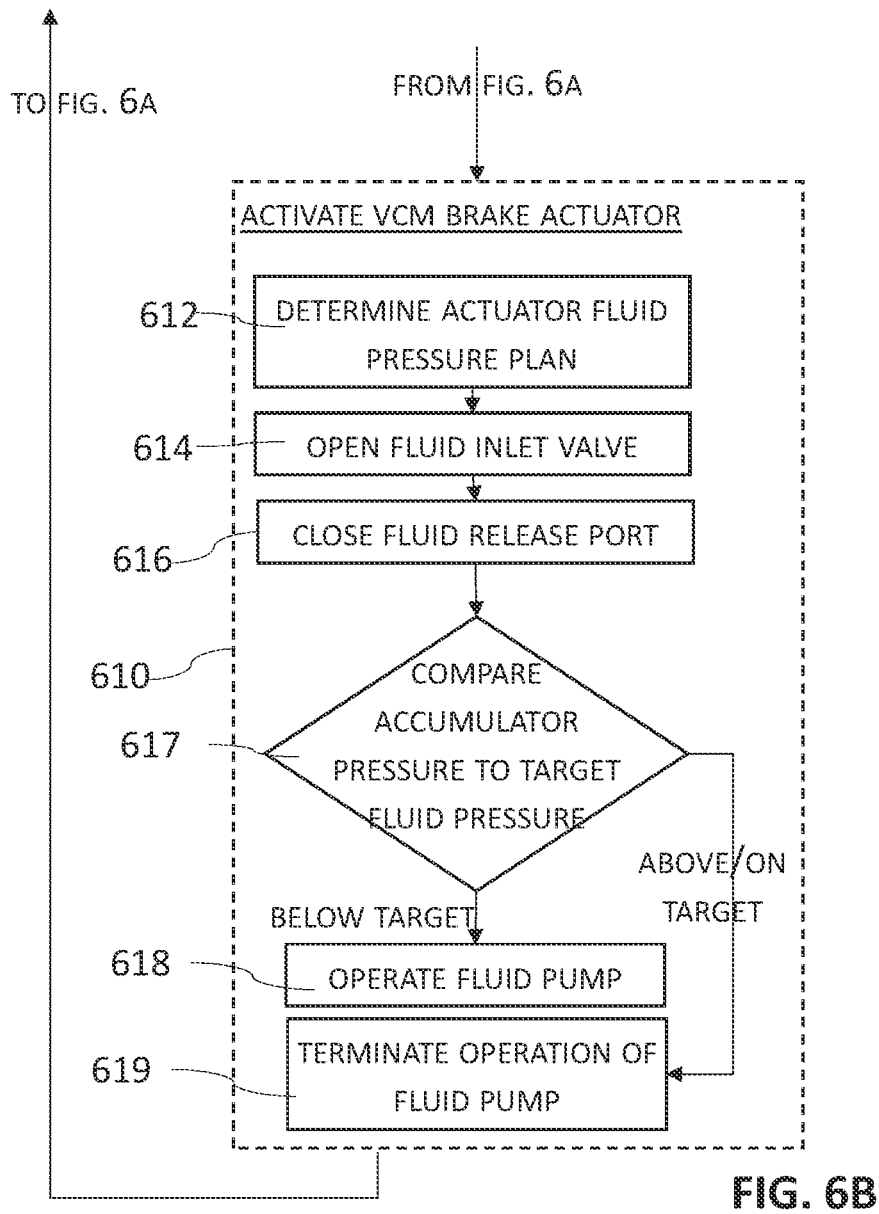 TO FIG. 6A
FROM FIG. 6A
ACTIVATE VCM BRAKE ACTUATOR
612
DETERMINE ACTUATOR FLUID
PRESSURE PLAN
614
OPEN FLUID INLET VALVE
616
CLOSE FLUID RELEASE PORT
610
617
COMPARE
ACCUMULATOR
PRESSURE TO TARGET
FLUID PRESSURE
ABOVE/ON
TARGET
BELOW TARGET
618
OPERATE FLUID PUMP
619
TERMINATE OPERATION OF
FLUID PUMP
FIG. 6B